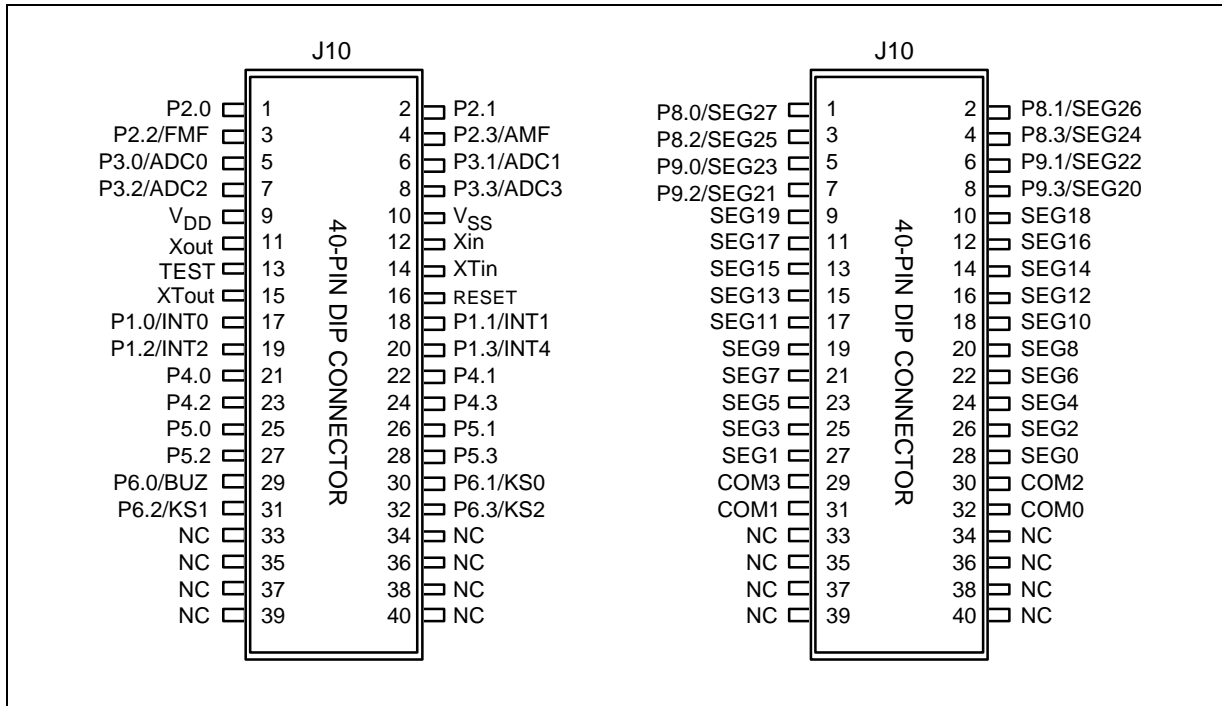 J10
P2.0 1 2 P2.1
P2.2/FMF 3 4 P2.3/AMF
P3.0/ADC0 5 6 P3.1/ADC1
P3.2/ADC2 7 8 P3.3/ADC3
VDD 9 10 VSS
Xout 11 12 Xin
TEST 13 14 XTin
XTout 15 16 RESET
P1.0/INT0 17 18 P1.1/INT1
P1.2/INT2 19 20 P1.3/INT4
P4.0 21 22 P4.1
P4.2 23 24 P4.3
P5.0 25 26 P5.1
P5.2 27 28 P5.3
P6.0/BUZ 29 30 P6.1/KS0
P6.2/KS1 31 32 P6.3/KS2
NC 33 34 NC
NC 35 36 NC
NC 37 38 NC
NC 39 40 NC
40-PIN DIP CONNECTOR
J10
P8.0/SEG27 1 2 P8.1/SEG26
P8.2/SEG25 3 4 P8.3/SEG24
P9.0/SEG23 5 6 P9.1/SEG22
P9.2/SEG21 7 8 P9.3/SEG20
SEG19 9 10 SEG18
SEG17 11 12 SEG16
SEG15 13 14 SEG14
SEG13 15 16 SEG12
SEG11 17 18 SEG10
SEG9 19 20 SEG8
SEG7 21 22 SEG6
SEG5 23 24 SEG4
SEG3 25 26 SEG2
SEG1 27 28 SEG0
COM3 29 30 COM2
COM1 31 32 COM0
NC 33 34 NC
NC 35 36 NC
NC 37 38 NC
NC 39 40 NC
40-PIN DIP CONNECTOR